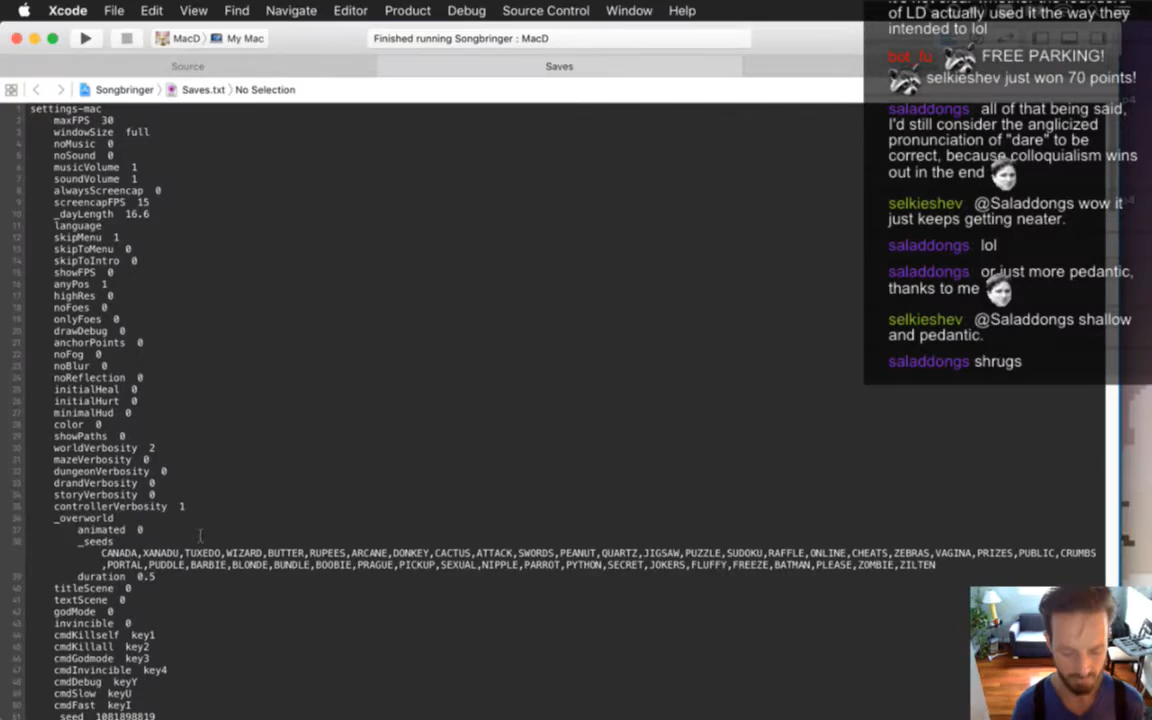 Xcode File Edit View Find Navigate Editor Product Debug Source Control Window Help
MacD My Mac
Finished running Songbringer : MacD
Source
Saves
Songbringer Saves.txt No Selection
settings-mac
maxFPS 30
windowSize full
noMusic 0
noSound 0
musicVolume 1
soundVolume 1
alwaysScreencap 0
screencapFPS 15
_dayLength 16.6
language
skipMenu 1
skipToMenu 0
skipToIntro 0
showFPS 0
anyPos 1
highRes 0
noFoes 0
onlyFoes 0
drawDebug 0
anchorPoints 0
noFog 0
noBlur 0
noReflection 0
initialHeal 0
initialHurt 0
minimalHud 0
color 0
showPaths 0
worldVerbosity 2
mazeVerbosity 0
dungeonVerbosity 0
drandVerbosity 0
storyVerbosity 0
controllerVerbosity 1
_overworld
animated 0
_seeds
CANADA,XANADU,TUXEDO,WIZARD,BUTTER,RUPEES,ARCANE,DONKEY,CACTUS,ATTACK,SWORDS,PEANUT,QUARTZ,JIGSAW,PUZZLE,SUDOKU,RAFFLE,ONLINE,CHEATS,ZEBRAS,VAGINA,PRIZES,PUBLIC,CRUMBS
,PORTAL,PUDDLE,BARBIE,BLONDE,BUNDLE,BOOBIE,PRAGUE,PICKUP,SEXUAL,NIPPLE,PARROT,PYTHON,SECRET,JOKERS,FLUFFY,FREEZE,BATMAN,PLEASE,ZOMBIE,ZILTEN
duration 0.5
titleScene 0
textScene 0
godMode 0
invincible 0
cmdKillself key1
cmdKillall key2
cmdGodmode key3
cmdInvincible key4
cmdDebug keyY
cmdSlow keyU
cmdFast keyI
_seed 1081898819
of LD actually used it the way they
intended to lol
bot_fu FREE PARKING!
selkieshev just won 70 points!
saladdongs all of that being said,
I'd still consider the anglicized
pronunciation of "dare" to be
correct, because colloquialism wins
out in the end
selkieshev @Saladdongs wow it
just keeps getting neater.
saladdongs lol
saladdongs or just more pedantic,
thanks to me
selkieshev @Saladdongs shallow
and pedantic.
saladdongs shrugs